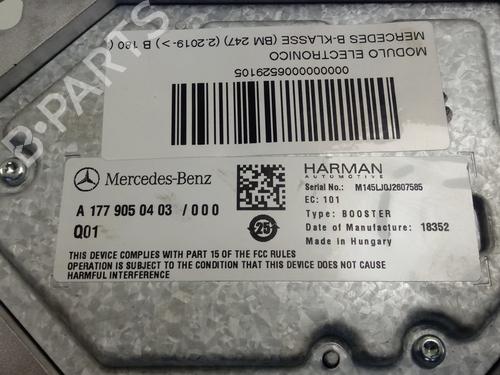 MODULO ELECTRONICO
MERCEDES B-KLASSE (BM 247) (2.2019->) B 180 (
0000000006529105
B-PARTS
Mercedes-Benz
A 177 905 04 03 /000
Q01
HARMAN
AUTOMOTIVE
Serial No.: M145LJ0J2607585
EC: 101
Type: BOOSTER
Date of Manufacture: 18352
Made in Hungary
25
THIS DEVICE COMPLIES WITH PART 15 OF THE FCC RULES
OPERATION IS SUBJECT TO THE CONDITION THAT THIS DEVICE DOES NOT CAUSE
HARMFUL INTERFERENCE